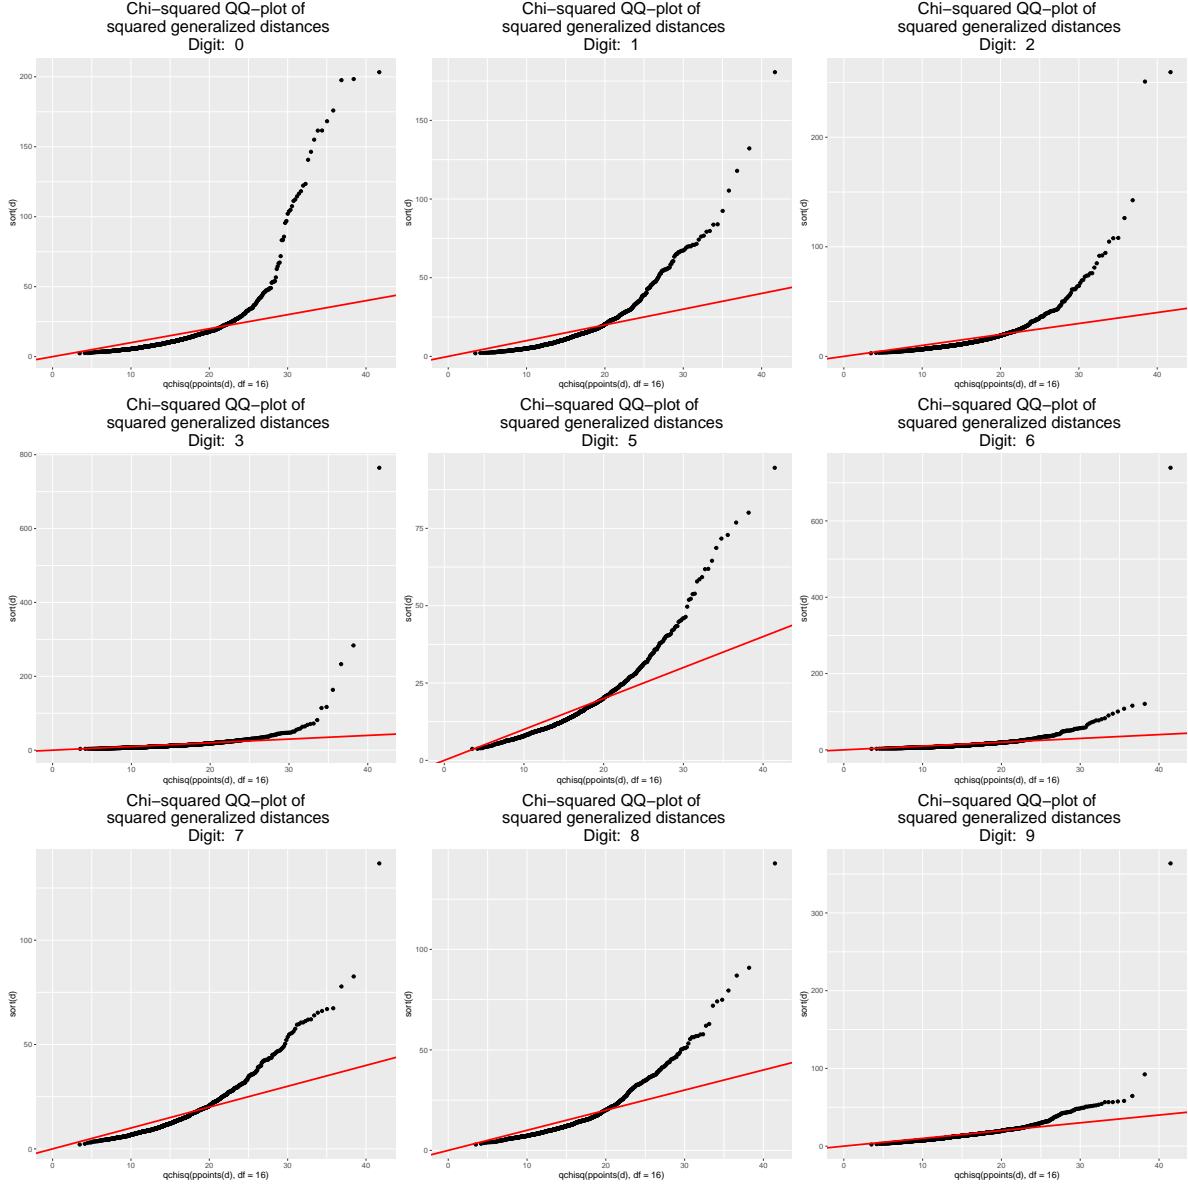 Chi−squared QQ−plot of
squared generalized distances
Digit: 0
sort(d)
200
150
100
50
0
0 10 20 30 40
qchisq(ppoints(d), df = 16)
Chi−squared QQ−plot of
squared generalized distances
Digit: 1
sort(d)
150
100
50
0
0 10 20 30 40
qchisq(ppoints(d), df = 16)
Chi−squared QQ−plot of
squared generalized distances
Digit: 2
sort(d)
200
100
0
0 10 20 30 40
qchisq(ppoints(d), df = 16)
Chi−squared QQ−plot of
squared generalized distances
Digit: 3
sort(d)
800
600
400
200
0
0 10 20 30 40
qchisq(ppoints(d), df = 16)
Chi−squared QQ−plot of
squared generalized distances
Digit: 5
sort(d)
75
50
25
0
0 10 20 30 40
qchisq(ppoints(d), df = 16)
Chi−squared QQ−plot of
squared generalized distances
Digit: 6
sort(d)
600
400
200
0
0 10 20 30 40
qchisq(ppoints(d), df = 16)
Chi−squared QQ−plot of
squared generalized distances
Digit: 7
sort(d)
100
50
0
0 10 20 30 40
qchisq(ppoints(d), df = 16)
Chi−squared QQ−plot of
squared generalized distances
Digit: 8
sort(d)
100
50
0
0 10 20 30 40
qchisq(ppoints(d), df = 16)
Chi−squared QQ−plot of
squared generalized distances
Digit: 9
sort(d)
300
200
100
0
0 10 20 30 40
qchisq(ppoints(d), df = 16)